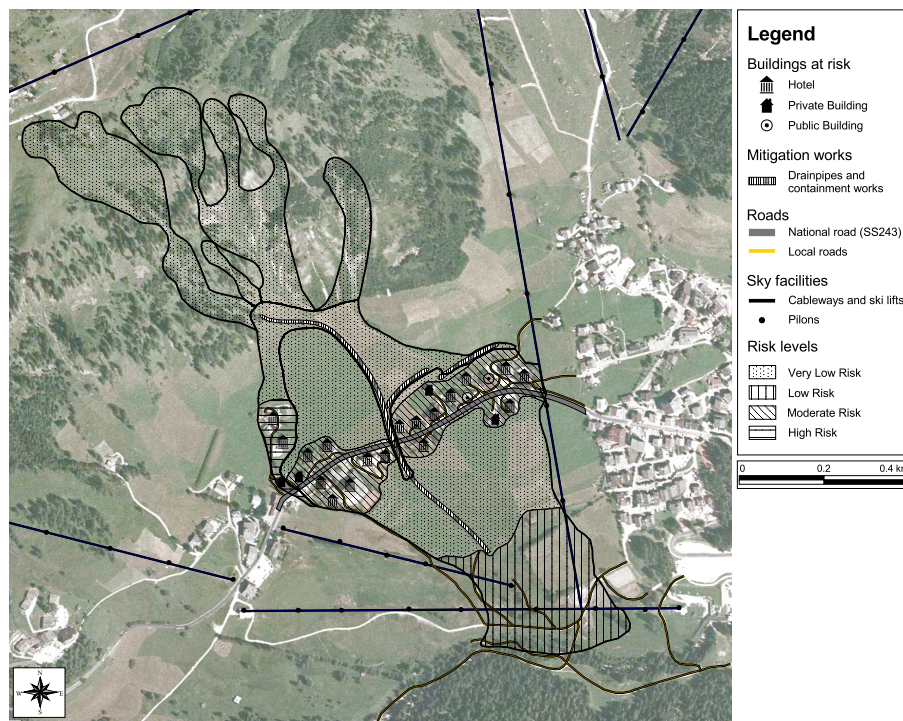 Legend
Buildings at risk
Hotel
Private Building
Public Building
Mitigation works
Drainpipes and
containment works
Roads
National road (SS243)
Local roads
Sky facilities
Cableways and ski lifts
Pilons
Risk levels
Very Low Risk
Low Risk
Moderate Risk
High Risk
0 0.2 0.4 km
N
W E
S